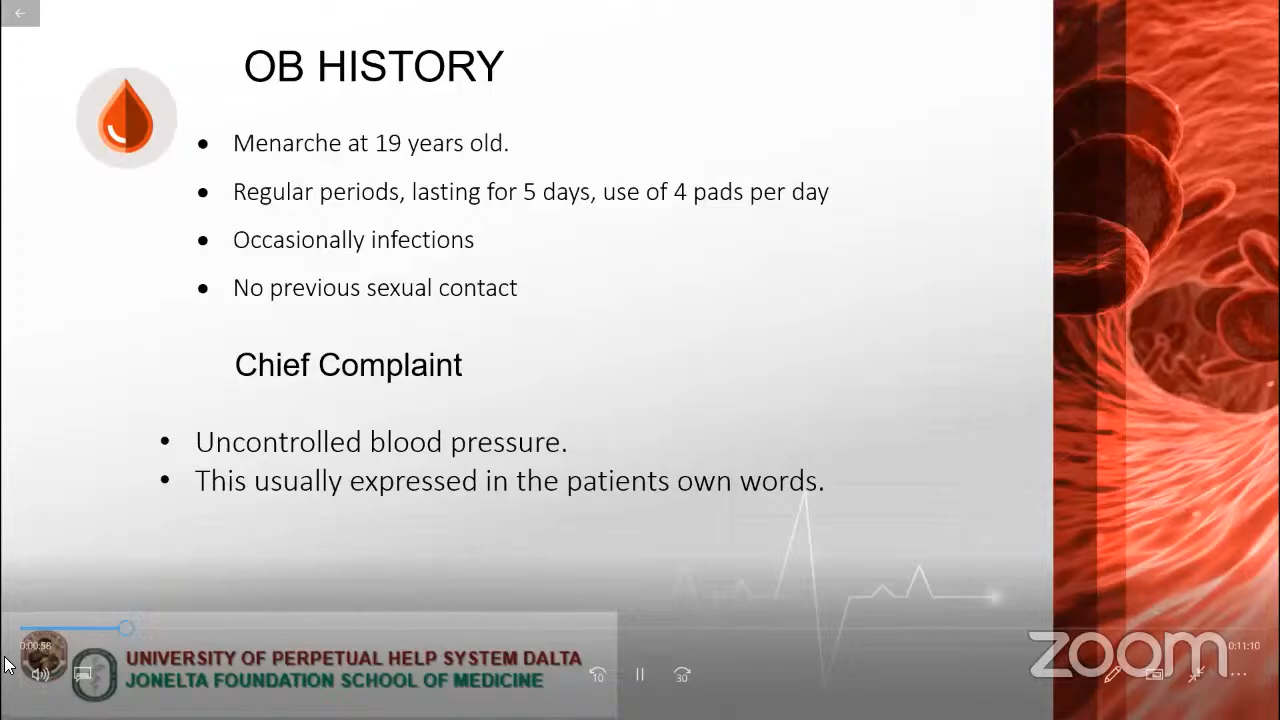 OB HISTORY
Menarche at 19 years old.
Regular periods, lasting for 5 days, use of 4 pads per day
Occasionally infections
No previous sexual contact
Chief Complaint
Uncontrolled blood pressure.
This usually expressed in the patients own words.
0:00:58
0:11:10
UNIVERSITY OF PERPETUAL HELP SYSTEM DALTA
JONELTA FOUNDATION SCHOOL OF MEDICINE
10
30
zoom